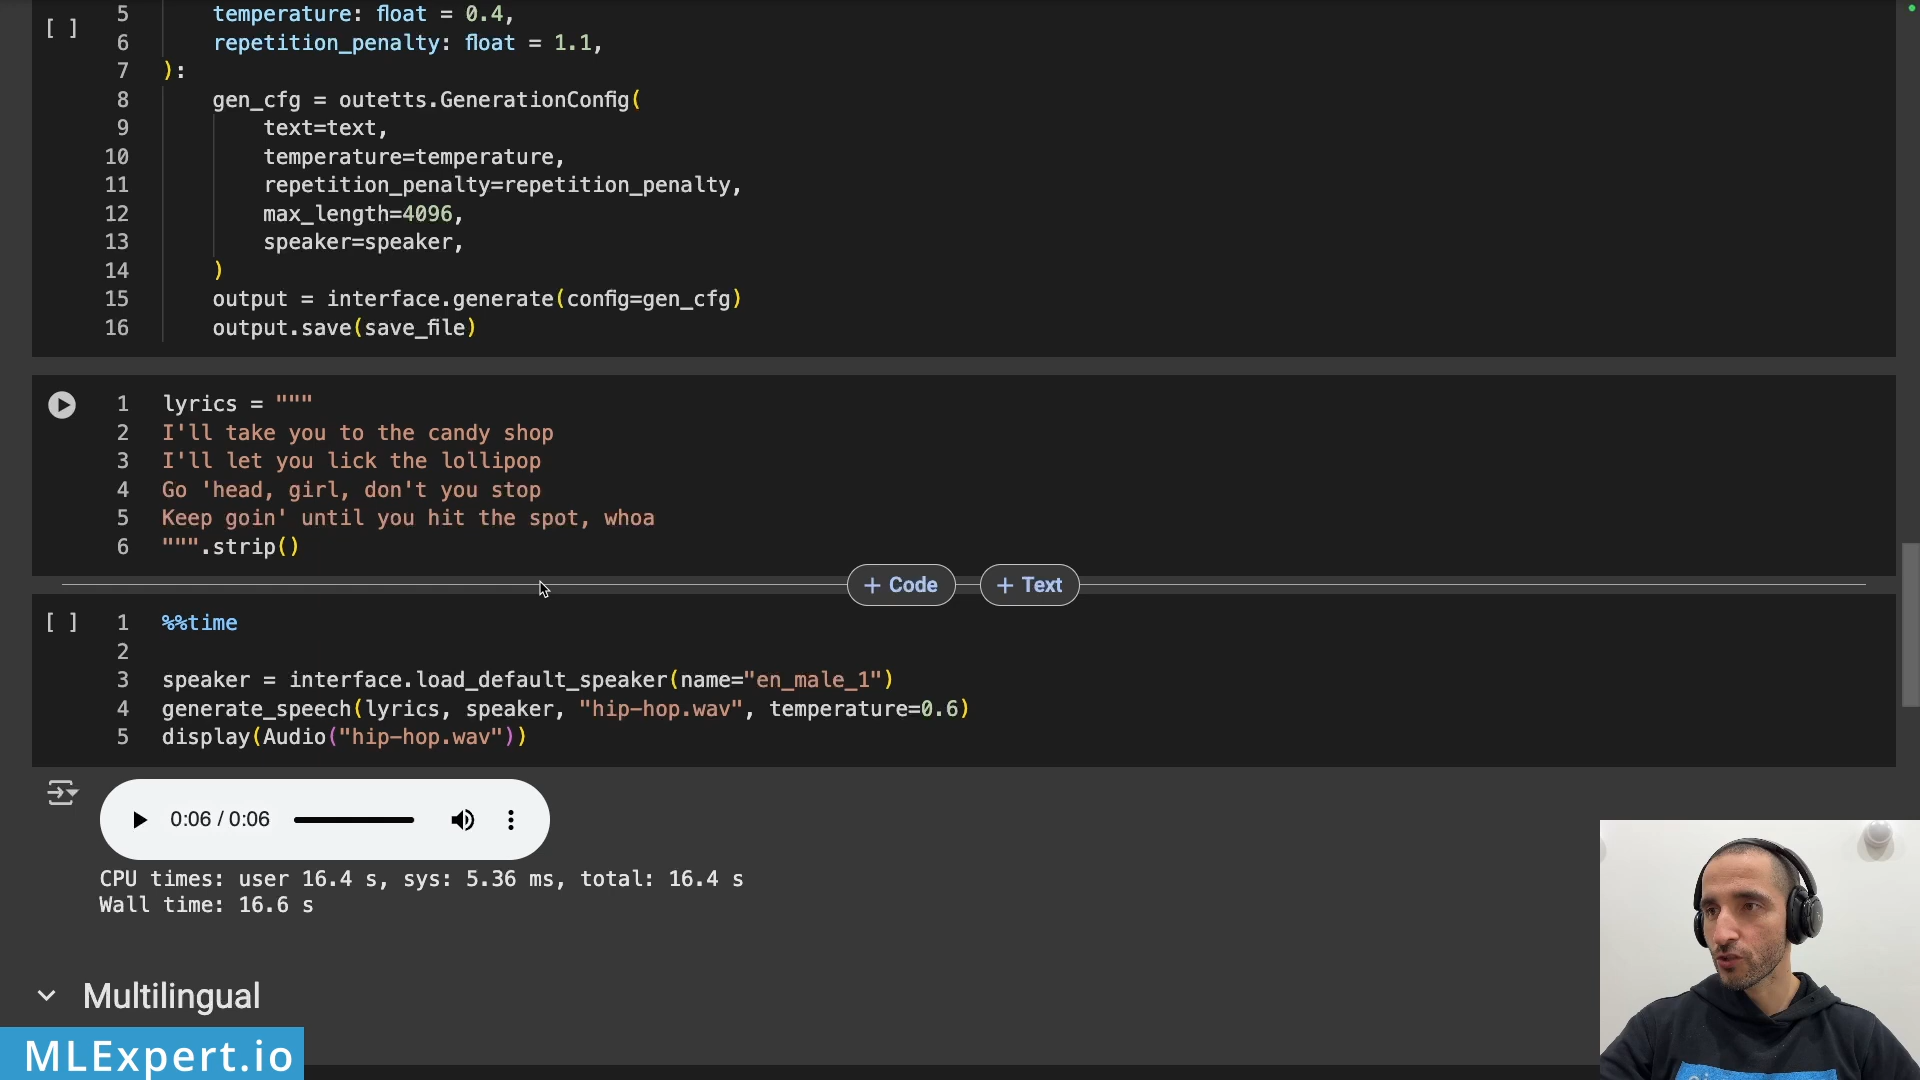 5 temperature: float = 0.4,
[ ] 6 repetition_penalty: float = 1.1,
7 ):
8 gen_cfg = outetts.GenerationConfig(
9 text=text,
10 temperature=temperature,
11 repetition_penalty=repetition_penalty,
12 max_length=4096,
13 speaker=speaker,
14 )
15 output = interface.generate(config=gen_cfg)
16 output.save(save_file)
1 lyrics = """
2 I'll take you to the candy shop
3 I'll let you lick the lollipop
4 Go 'head, girl, don't you stop
5 Keep goin' until you hit the spot, whoa
6 """.strip()
+ Code + Text
[ ] 1 %%time
2
3 speaker = interface.load_default_speaker(name="en_male_1")
4 generate_speech(lyrics, speaker, "hip-hop.wav", temperature=0.6)
5 display(Audio("hip-hop.wav"))
0:06 / 0:06
CPU times: user 16.4 s, sys: 5.36 ms, total: 16.4 s
Wall time: 16.6 s
Multilingual
MLExpert.io